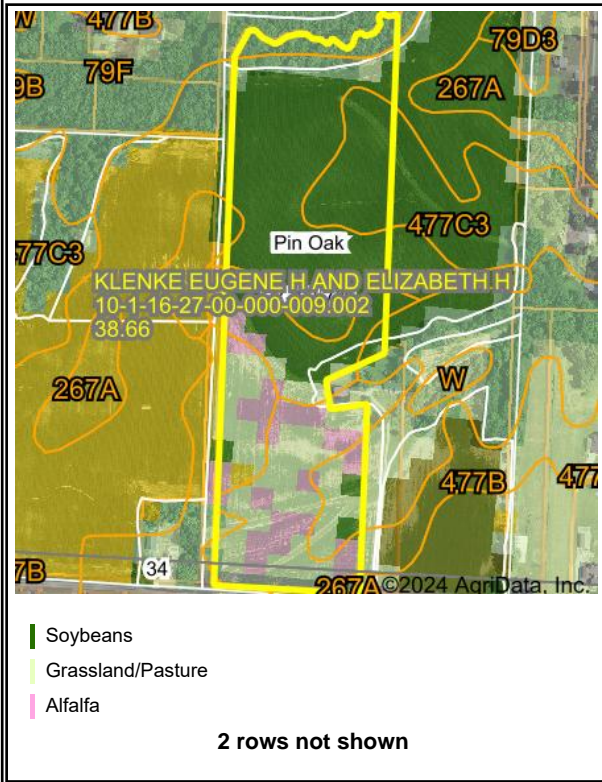 477B
79D3
W
79F
267A
9B
477C3
77C3
Pin Oak
KLENKE EUGENE H AND ELIZABETH H
10-1-16-27-00-000-009.002
38.66
267A
W
477B
477
34
7B
267A
©2024 AgriData, Inc.
Soybeans
Grassland/Pasture
Alfalfa
2 rows not shown